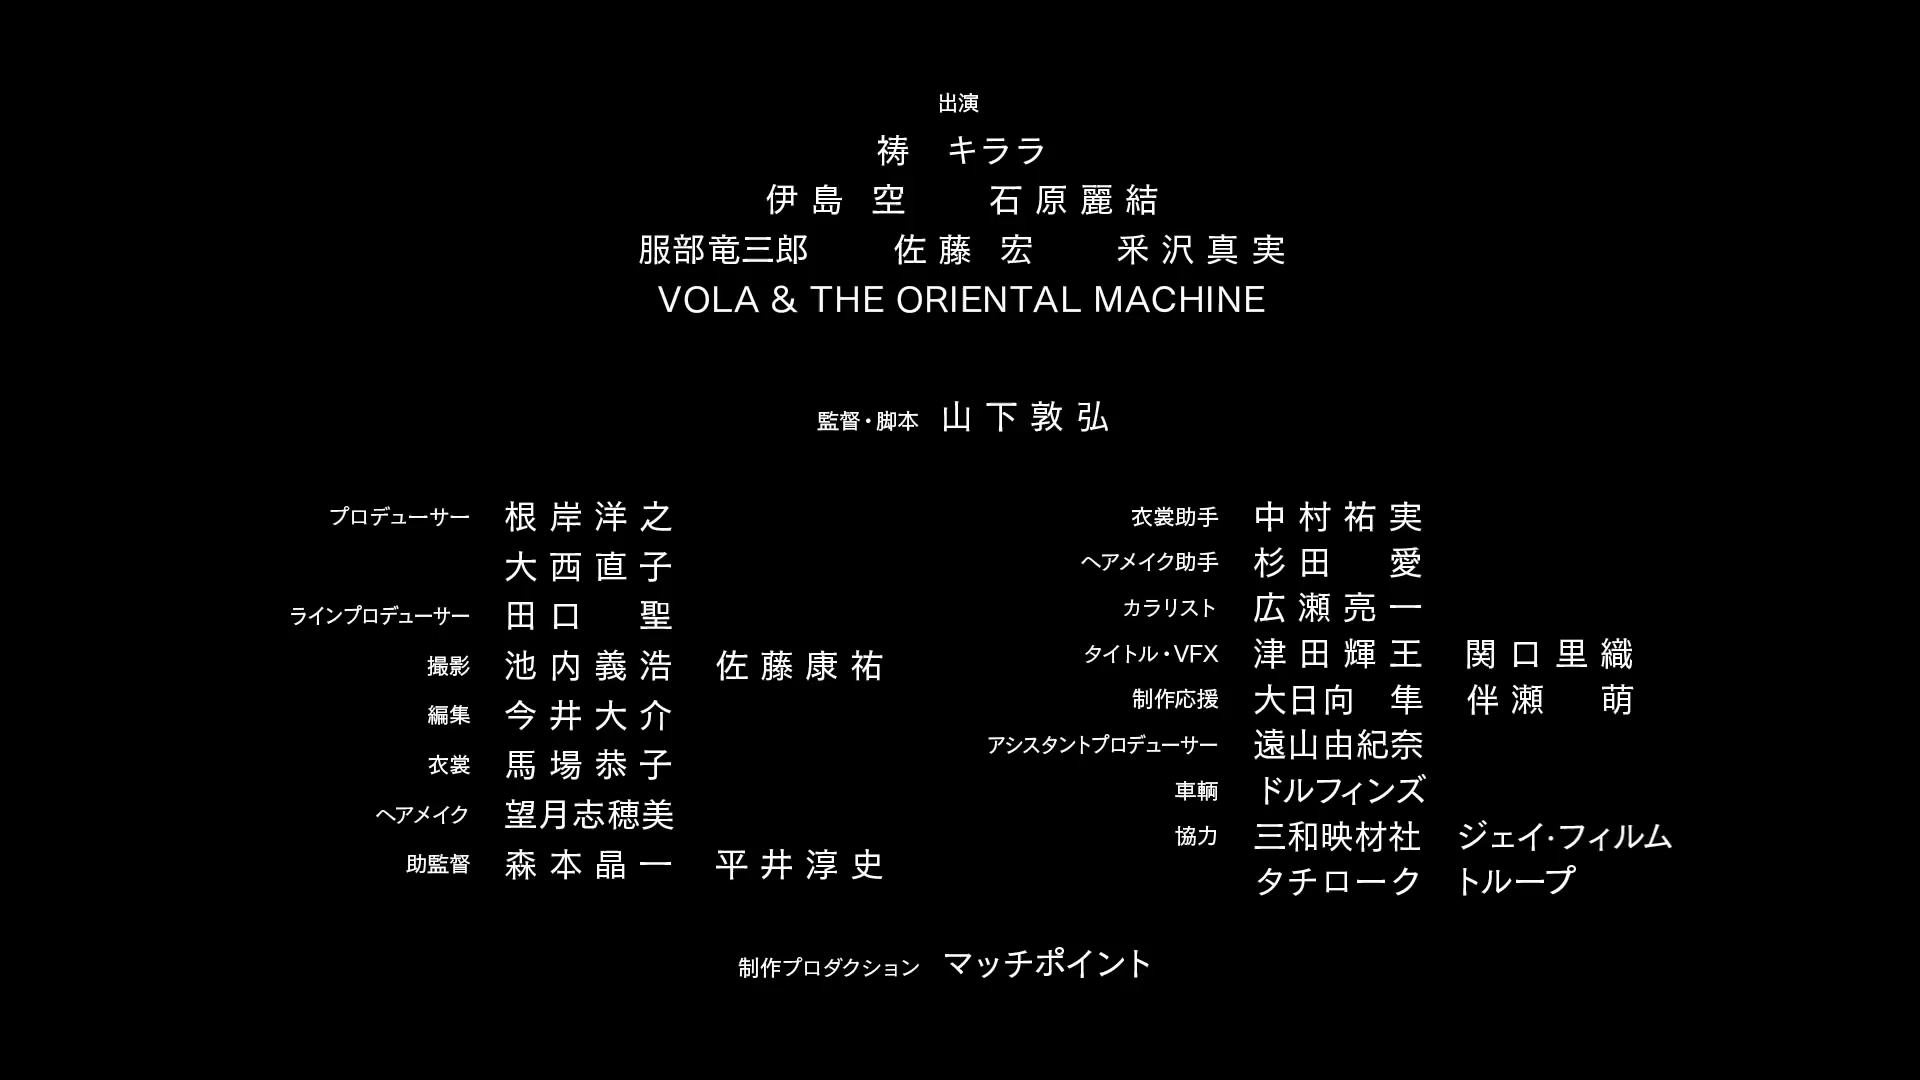 出演
祷　キララ
伊島　空　　石原麗結
服部竜三郎　　佐藤　宏　　釆沢真実
VOLA & THE ORIENTAL MACHINE
監督・脚本　山下敦弘
プロデューサー　根岸洋之
大西直子
ラインプロデューサー　田口　聖
撮影　池内義浩　佐藤康祐
編集　今井大介
衣裳　馬場恭子
ヘアメイク　望月志穂美
助監督　森本晶一　平井淳史
衣裳助手　中村祐実
ヘアメイク助手　杉田　愛
カラリスト　広瀬亮一
タイトル・VFX　津田輝王　関口里織
制作応援　大日向　隼　伴瀬　萌
アシスタントプロデューサー　遠山由紀奈
車輌　ドルフィンズ
協力　三和映材社　ジェイ・フィルム
タチローク　トループ
制作プロダクション　マッチポイント